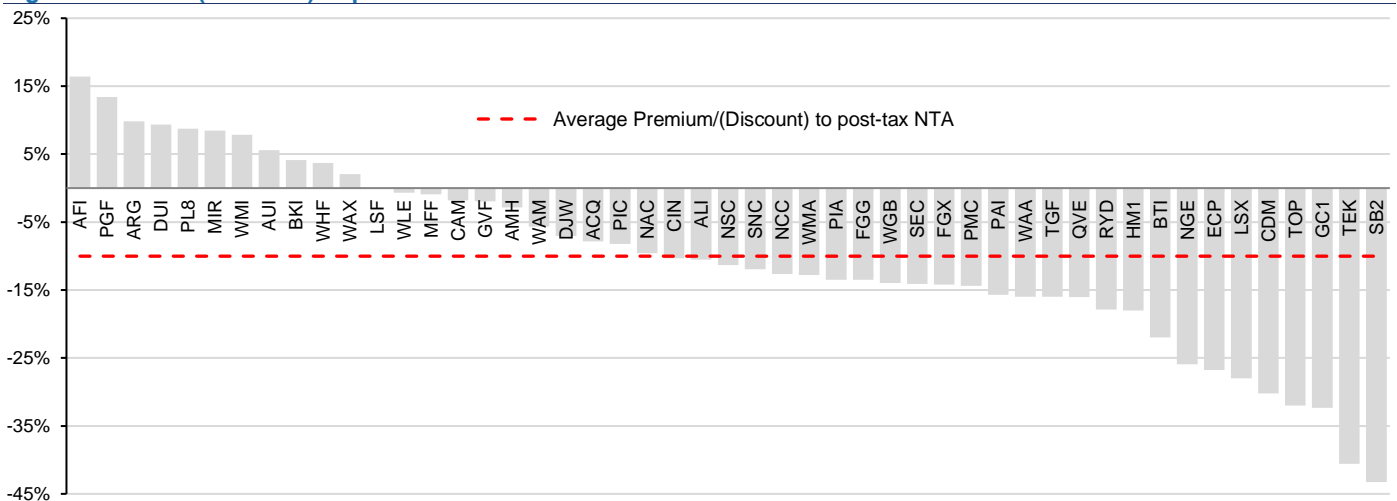 25%
15%
5%
-5%
-15%
-25%
-35%
-45%
Average Premium/(Discount) to post-tax NTA
AFI
PGF
ARG
DUI
PL8
MIR
WMI
AUI
BKI
WHF
WAX
LSF
WLE
MFF
CAM
GVF
AMH
WAM
DJW
ACQ
PIC
NAC
CIN
ALI
NSC
SNC
NCC
WMA
PIA
FGG
WGB
SEC
FGX
PMC
PAI
WAA
TGF
QVE
RYD
HM1
BTI
NGE
ECP
LSX
CDM
TOP
GC1
TEK
SB2